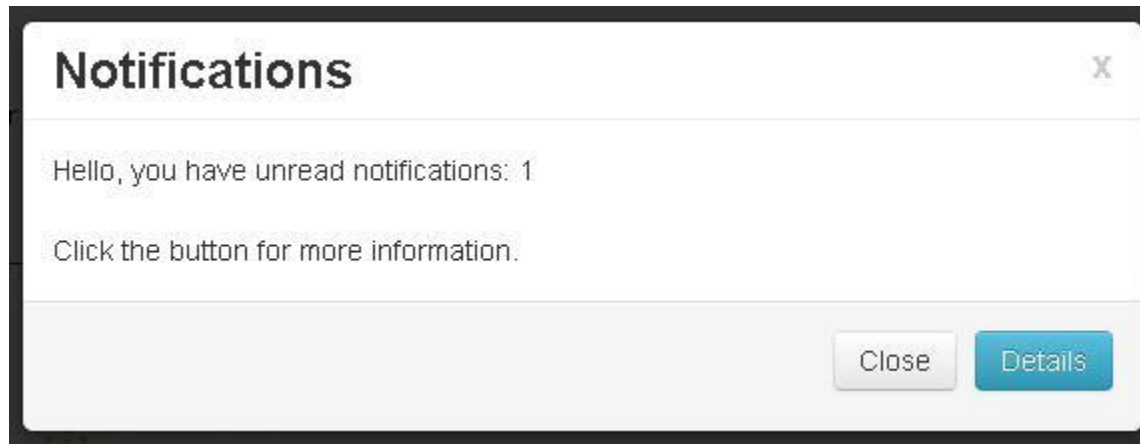 Notifications x
Hello, you have unread notifications: 1
Click the button for more information.
Close Details